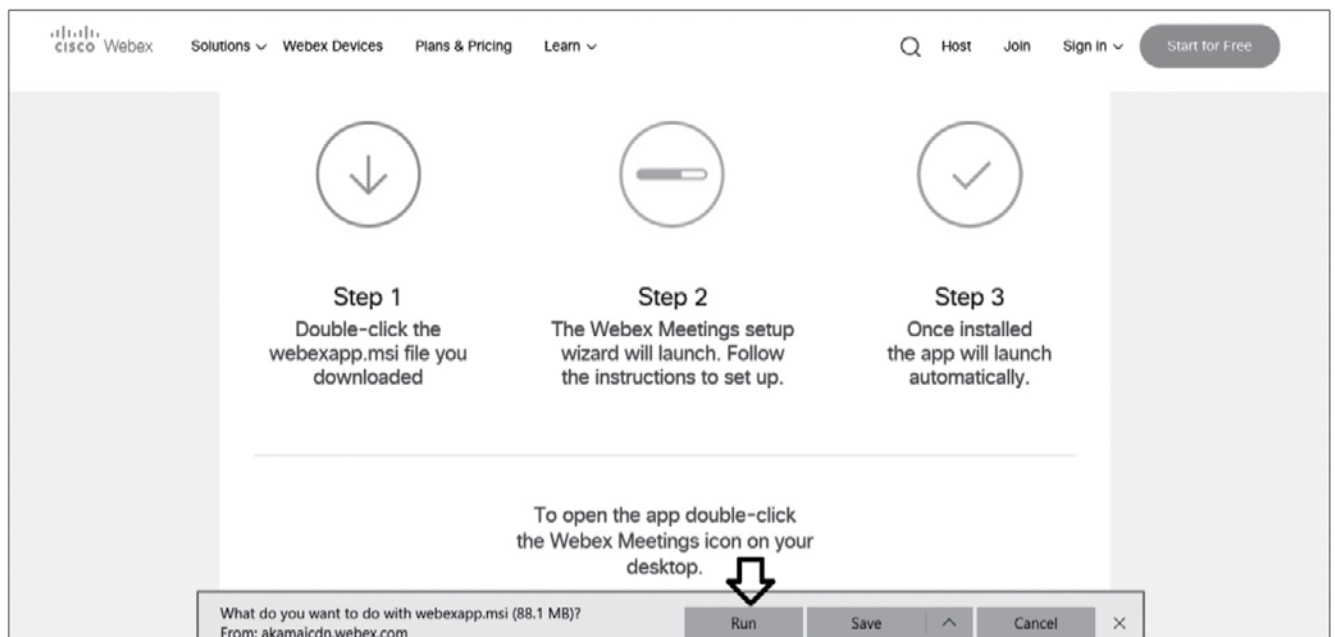 cisco Webex Solutions Webex Devices Plans & Pricing Learn Host Join Sign in Start for Free
Step 1
Double-click the
webexapp.msi file you
downloaded
Step 2
The Webex Meetings setup
wizard will launch. Follow
the instructions to set up.
Step 3
Once installed
the app will launch
automatically.
To open the app double-click
the Webex Meetings icon on your
desktop.
What do you want to do with webexapp.msi (88.1 MB)?
From: akamaicdn.webex.com
Run Save Cancel